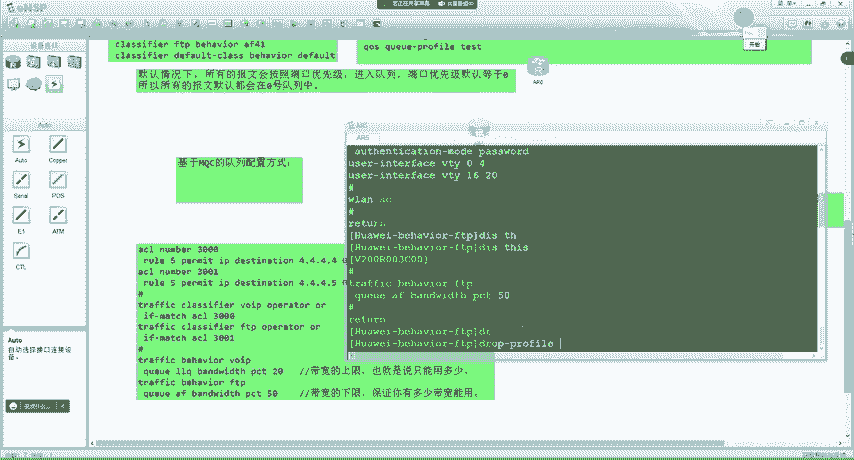 eNSP
classifier ftp behavior af41
classifier default-class behavior default
qos queue-profile test
默认情况下，所有的报文会按照端口优先级，进入队列，端口优先级默认等于0
所以所有的报文默认都会在0号队列中。
基于MQC的队列配置方式：
Auto
Copper
Serial
POS
E1
ATM
CTL
Auto
自动选择接口连接设备。
acl number 3000
rule 5 permit ip destination 4.4.4.4 0
acl number 3001
rule 5 permit ip destination 4.4.4.5 0
#
traffic classifier voip operator or
if-match acl 3000
traffic classifier ftp operator or
if-match acl 3001
#
traffic behavior voip
queue llq bandwidth pct 20 //带宽的上限，也就是说只能用多少。
traffic behavior ftp
queue af bandwidth pct 50 //带宽的下限，保证你有多少带宽能用。
AR5
authentication-mode password
user-interface vty 0 4
user-interface vty 16 20
#
wlan ac
#
return
[Huawei-behavior-ftp]dis th
[Huawei-behavior-ftp]dis this
[V200R003C00]
#
traffic behavior ftp
queue af bandwidth pct 50
#
return
[Huawei-behavior-ftp]dr
[Huawei-behavior-ftp]drop-profile